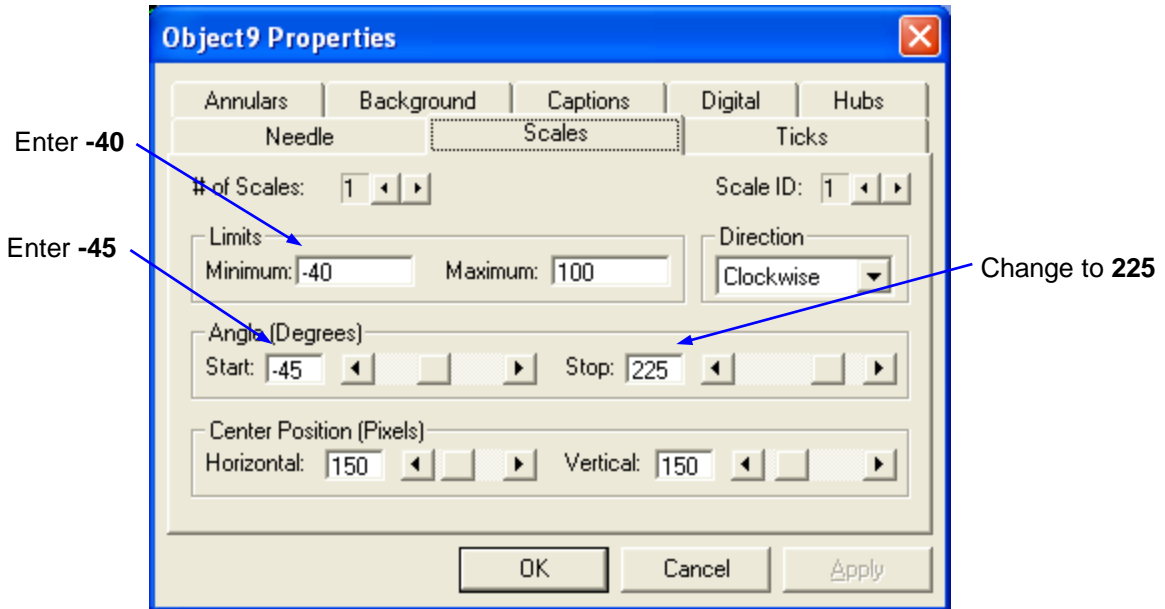 Object9 Properties
Annulars Background Captions Digital Hubs
Needle Scales Ticks
Enter -40
# of Scales: 1 Scale ID: 1
Enter -45
Limits Direction
Minimum: -40 Maximum: 100 Clockwise
Change to 225
Angle (Degrees)
Start: -45 Stop: 225
Center Position (Pixels)
Horizontal: 150 Vertical: 150
OK Cancel Apply